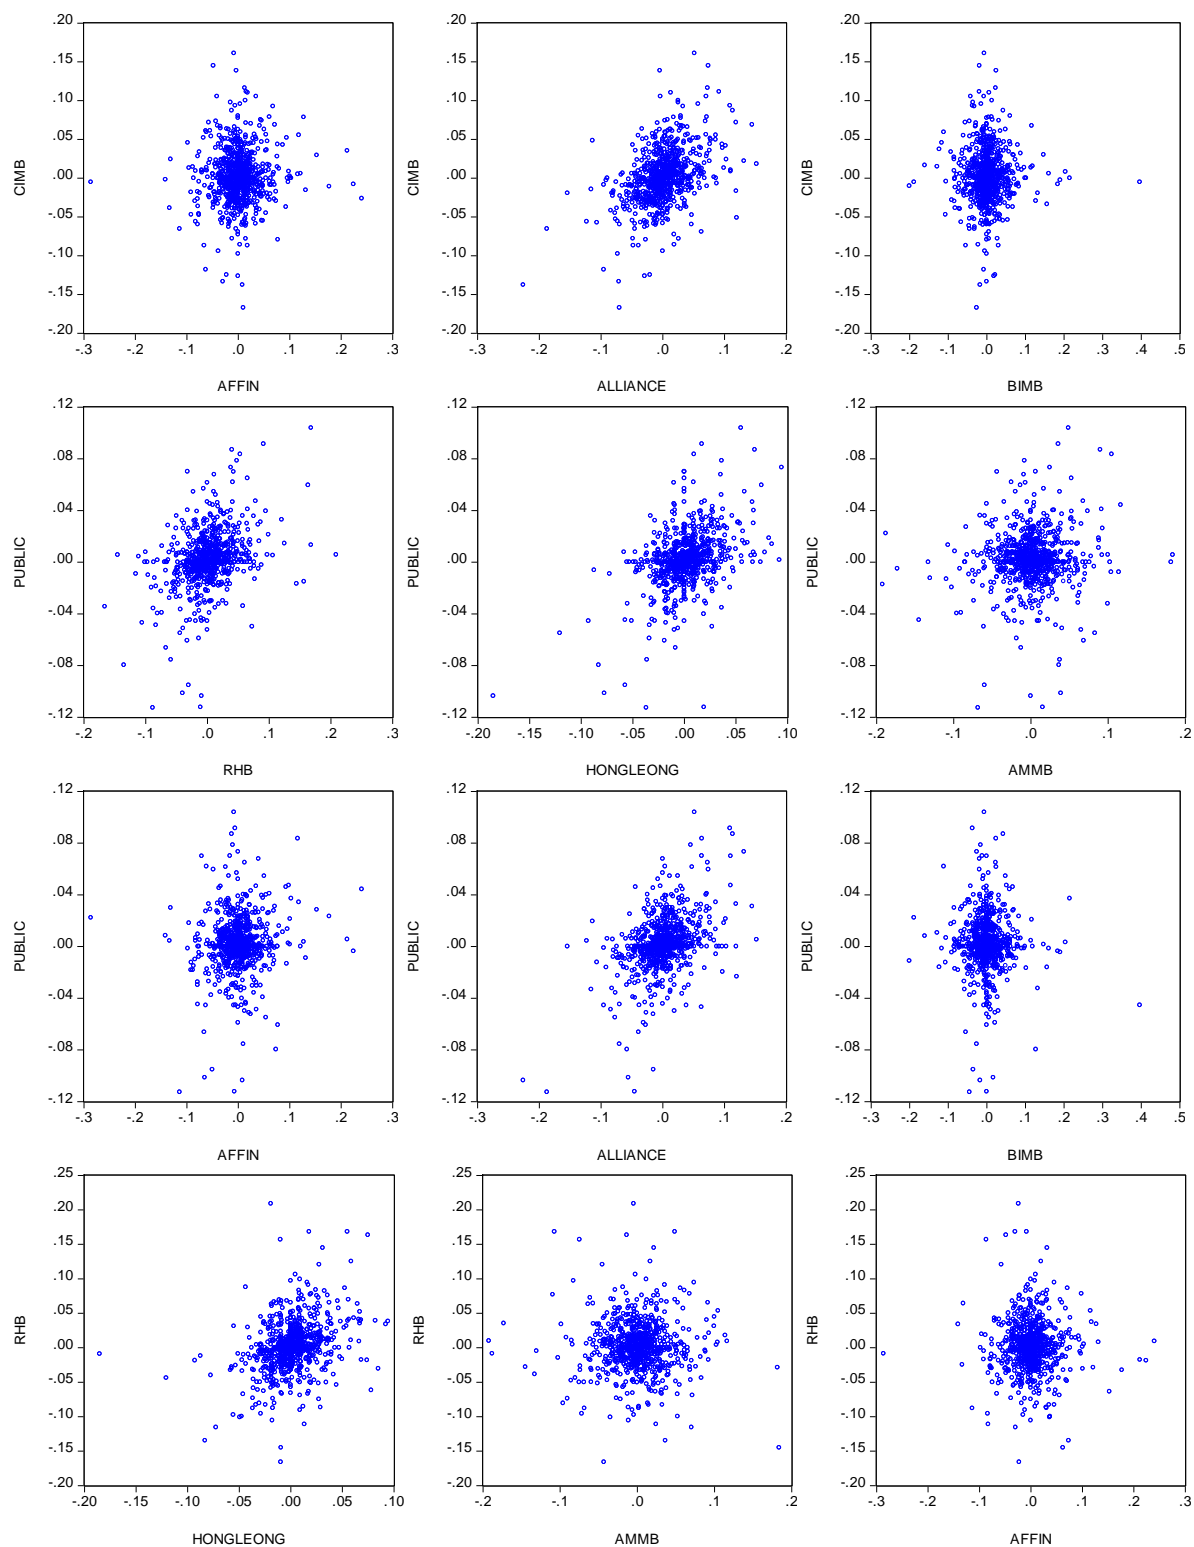 .20 .15 .10 .05 .00 -.05 -.10 -.15 -.20
CIMB
-.3 -.2 -.1 .0 .1 .2 .3
AFFIN
.20 .15 .10 .05 .00 -.05 -.10 -.15 -.20
CIMB
-.3 -.2 -.1 .0 .1 .2
ALLIANCE
.20 .15 .10 .05 .00 -.05 -.10 -.15 -.20
CIMB
-.3 -.2 -.1 .0 .1 .2 .3 .4 .5
BIMB
.12 .08 .04 .00 -.04 -.08 -.12
PUBLIC
-.2 -.1 .0 .1 .2 .3
RHB
.12 .08 .04 .00 -.04 -.08 -.12
PUBLIC
-.20 -.15 -.10 -.05 .00 .05 .10
HONGLEONG
.12 .08 .04 .00 -.04 -.08 -.12
PUBLIC
-.2 -.1 .0 .1 .2
AMMB
.12 .08 .04 .00 -.04 -.08 -.12
PUBLIC
-.3 -.2 -.1 .0 .1 .2 .3
AFFIN
.12 .08 .04 .00 -.04 -.08 -.12
PUBLIC
-.3 -.2 -.1 .0 .1 .2
ALLIANCE
.12 .08 .04 .00 -.04 -.08 -.12
PUBLIC
-.3 -.2 -.1 .0 .1 .2 .3 .4 .5
BIMB
.25 .20 .15 .10 .05 .00 -.05 -.10 -.15 -.20
RHB
-.20 -.15 -.10 -.05 .00 .05 .10
HONGLEONG
.25 .20 .15 .10 .05 .00 -.05 -.10 -.15 -.20
RHB
-.2 -.1 .0 .1 .2
AMMB
.25 .20 .15 .10 .05 .00 -.05 -.10 -.15 -.20
RHB
-.3 -.2 -.1 .0 .1 .2 .3
AFFIN